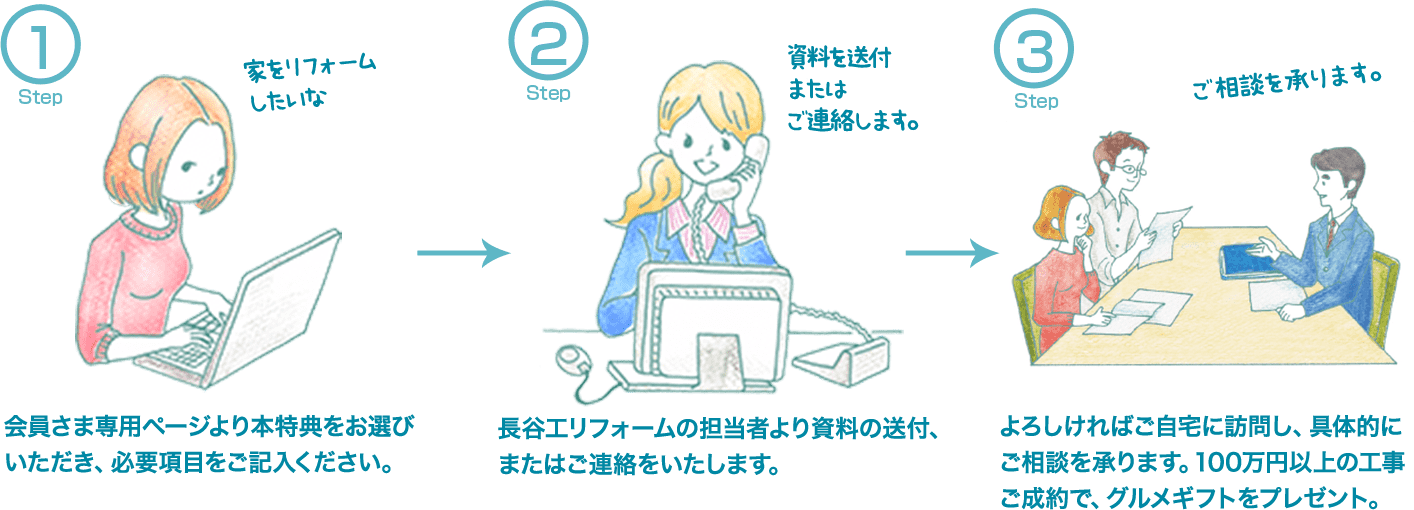 1
Step
家をリフォーム
したいな
会員さま専用ページより本特典をお選び
いただき、必要項目をご記入ください。
2
Step
資料を送付
または
ご連絡します。
長谷工リフォームの担当者より資料の送付、
またはご連絡をいたします。
3
Step
ご相談を承ります。
よろしければご自宅に訪問し、具体的に
ご相談を承ります。100万円以上の工事
ご成約で、グルメギフトをプレゼント。